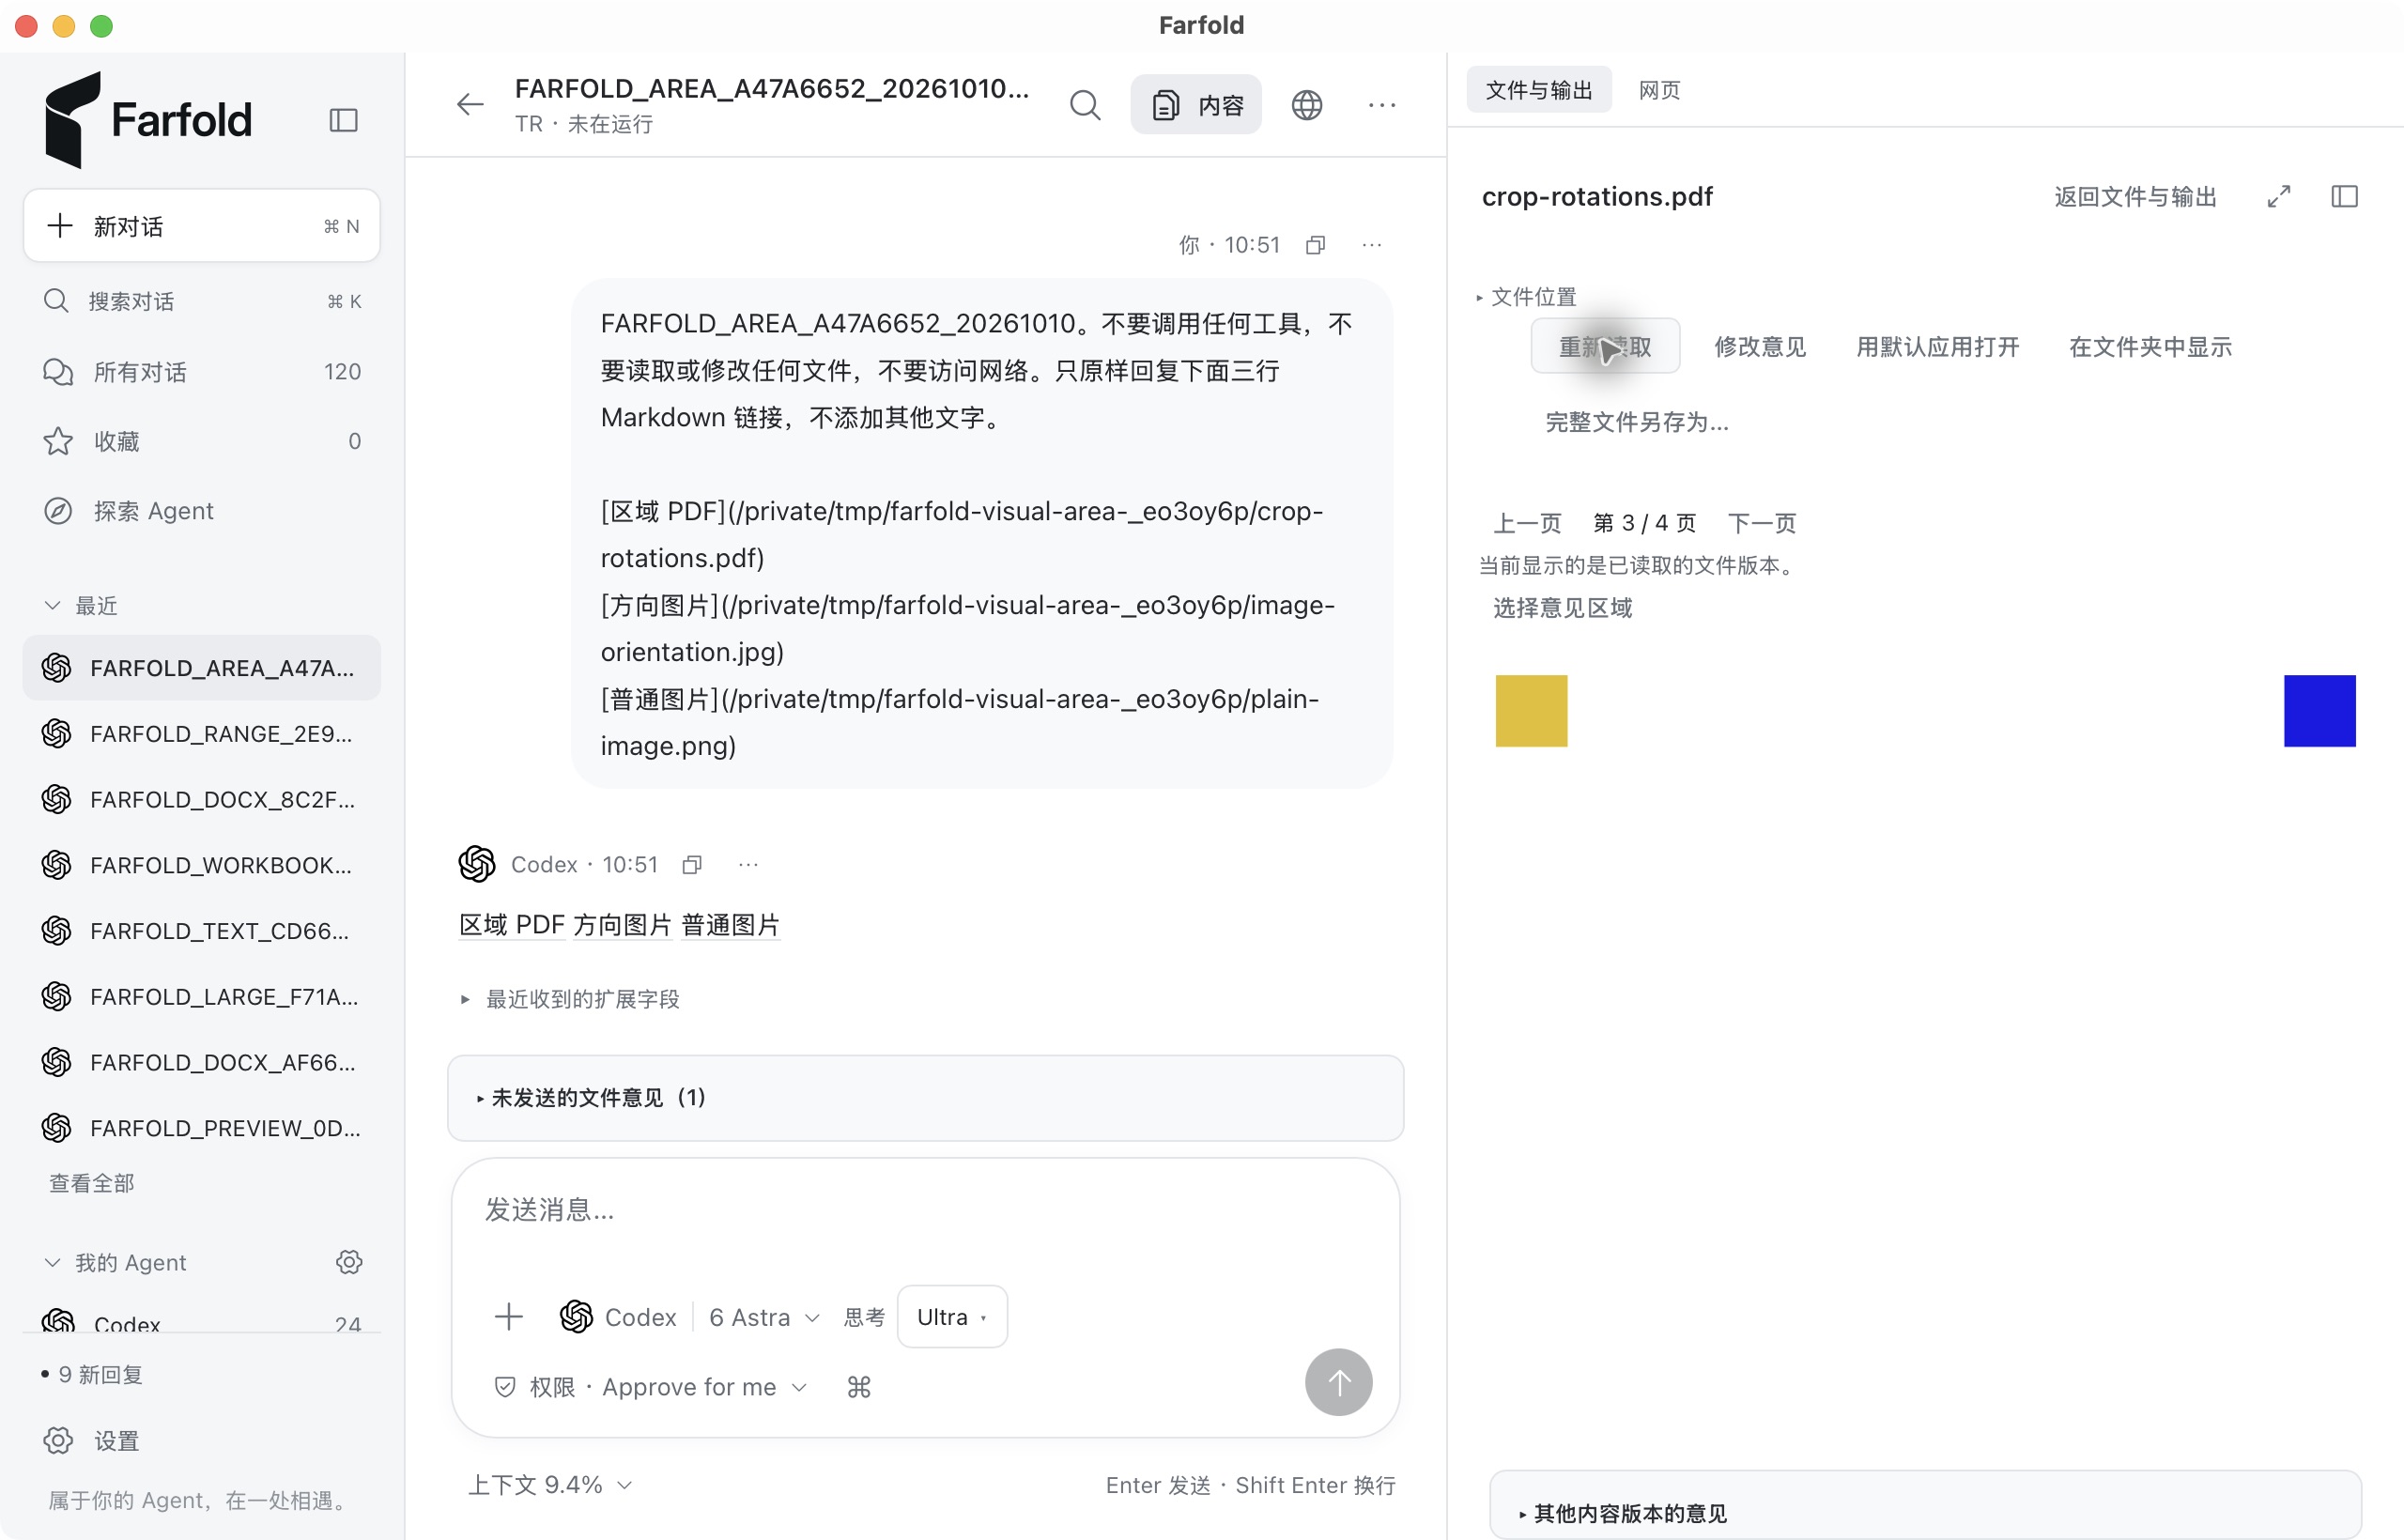 Farfold
Farfold
新对话
⌘ N
搜索对话
⌘ K
所有对话
120
收藏
0
探索 Agent
最近
FARFOLD_AREA_A47A...
FARFOLD_RANGE_2E9...
FARFOLD_DOCX_8C2F...
FARFOLD_WORKBOOK...
FARFOLD_TEXT_CD66...
FARFOLD_LARGE_F71A...
FARFOLD_DOCX_AF66...
FARFOLD_PREVIEW_0D...
查看全部
我的 Agent
Codex
24
9 新回复
设置
属于你的 Agent，在一处相遇。
FARFOLD_AREA_A47A6652_20261010...
TR · 未在运行
内容
你 · 10:51
FARFOLD_AREA_A47A6652_20261010。不要调用任何工具，不
要读取或修改任何文件，不要访问网络。只原样回复下面三行
Markdown 链接，不添加其他文字。
[区域 PDF](/private/tmp/farfold-visual-area-_eo3oy6p/crop-
rotations.pdf)
[方向图片](/private/tmp/farfold-visual-area-_eo3oy6p/image-
orientation.jpg)
[普通图片](/private/tmp/farfold-visual-area-_eo3oy6p/plain-
image.png)
Codex · 10:51
区域 PDF 方向图片 普通图片
最近收到的扩展字段
未发送的文件意见（1）
发送消息...
Codex
6 Astra
思考
Ultra
权限 · Approve for me
⌘
上下文 9.4%
Enter 发送 · Shift Enter 换行
文件与输出
网页
crop-rotations.pdf
返回文件与输出
文件位置
重新读取
修改意见
用默认应用打开
在文件夹中显示
完整文件另存为...
上一页
第 3 / 4 页
下一页
当前显示的是已读取的文件版本。
选择意见区域
其他内容版本的意见